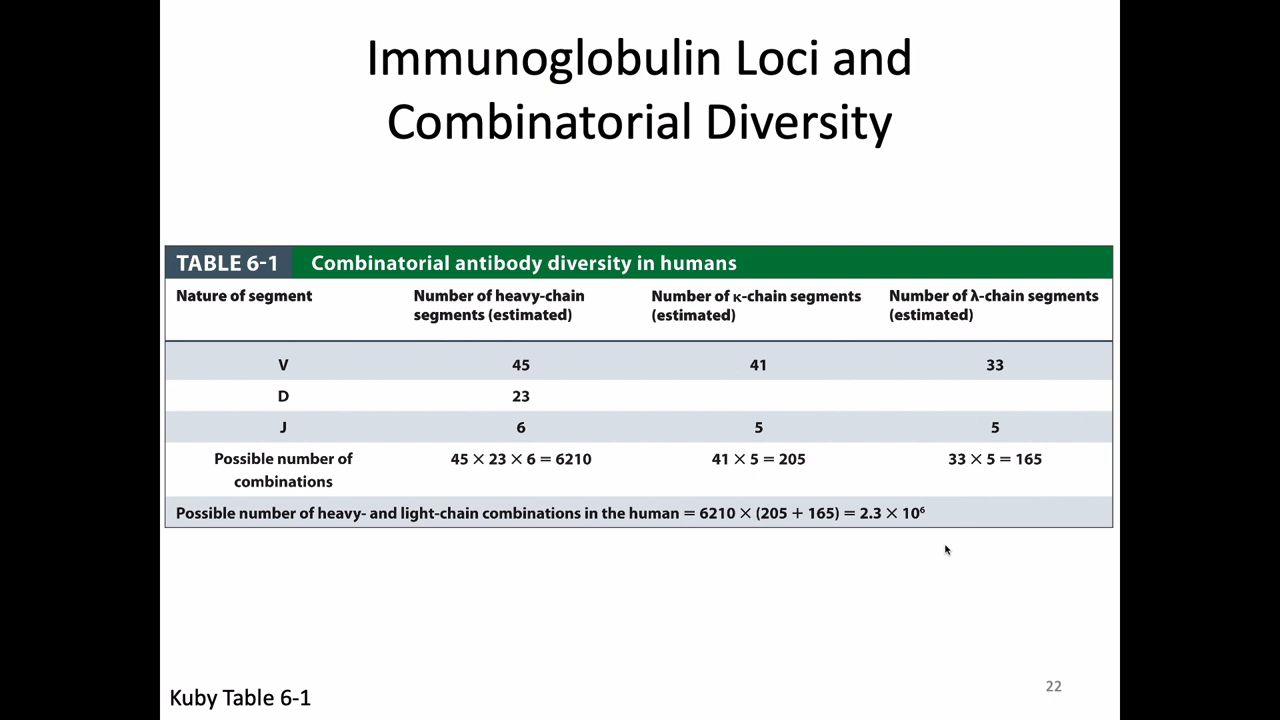 Immunoglobulin Loci and
Combinatorial Diversity
TABLE 6-1 Combinatorial antibody diversity in humans
Nature of segment Number of heavy-chain segments (estimated) Number of κ-chain segments (estimated) Number of λ-chain segments (estimated)
V 45 41 33
D 23
J 6 5 5
Possible number of combinations 45 × 23 × 6 = 6210 41 × 5 = 205 33 × 5 = 165
Possible number of heavy- and light-chain combinations in the human = 6210 × (205 + 165) = 2.3 × 10⁶
22
Kuby Table 6-1